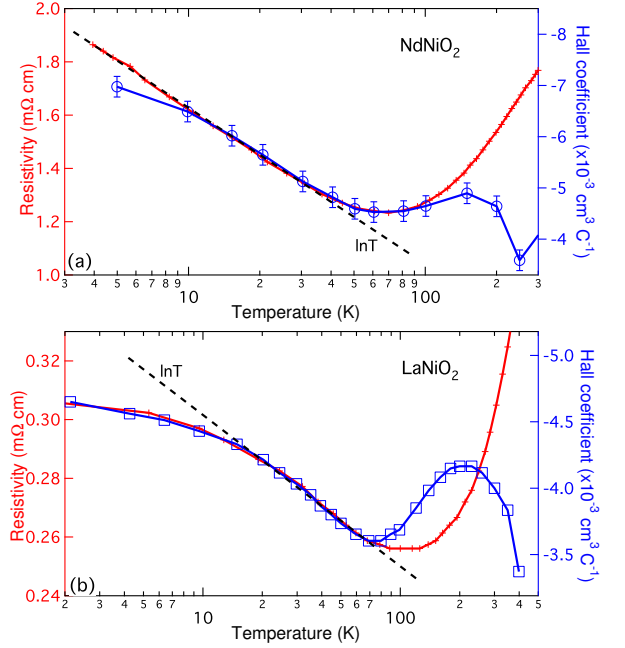 2.0
1.8
1.6
1.4
1.2
1.0
Resistivity (mΩ cm)
NdNiO2
lnT
(a)
-8
-7
-6
-5
-4
Hall coefficient (x10-3 cm3 C-1)
3 4 5 6 7 8 9 10 2 3 4 5 6 7 8 9 100 2 3
Temperature (K)
0.32
0.30
0.28
0.26
0.24
Resistivity (mΩ cm)
lnT
LaNiO2
(b)
-5.0
-4.5
-4.0
-3.5
Hall coefficient (x10-3 cm3 C-1)
2 3 4 5 6 7 10 2 3 4 5 6 7 100 2 3 4 5
Temperature (K)